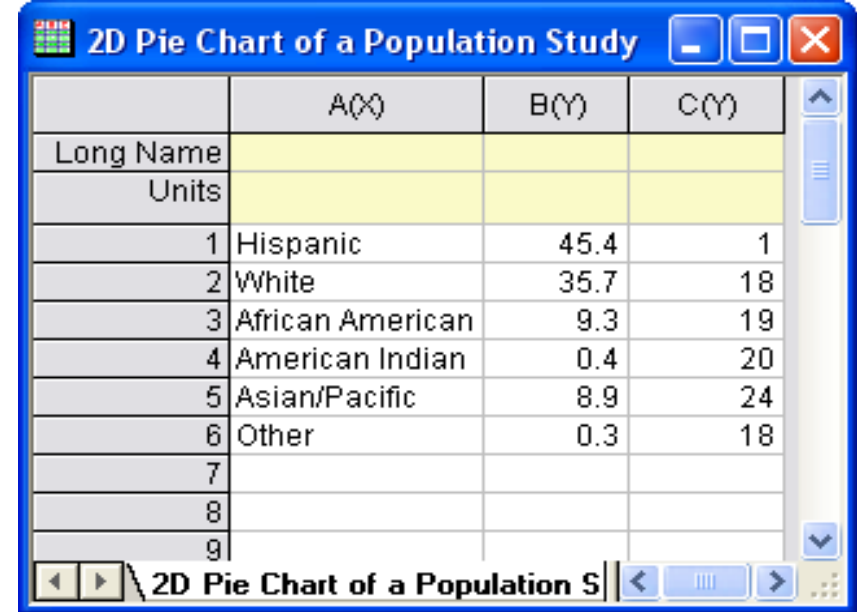 2D Pie Chart of a Population Study
A(X) B(Y) C(Y)
Long Name
Units
1 Hispanic 45.4 1
2 White 35.7 18
3 African American 9.3 19
4 American Indian 0.4 20
5 Asian/Pacific 8.9 24
6 Other 0.3 18
7
8
9
2D Pie Chart of a Population S